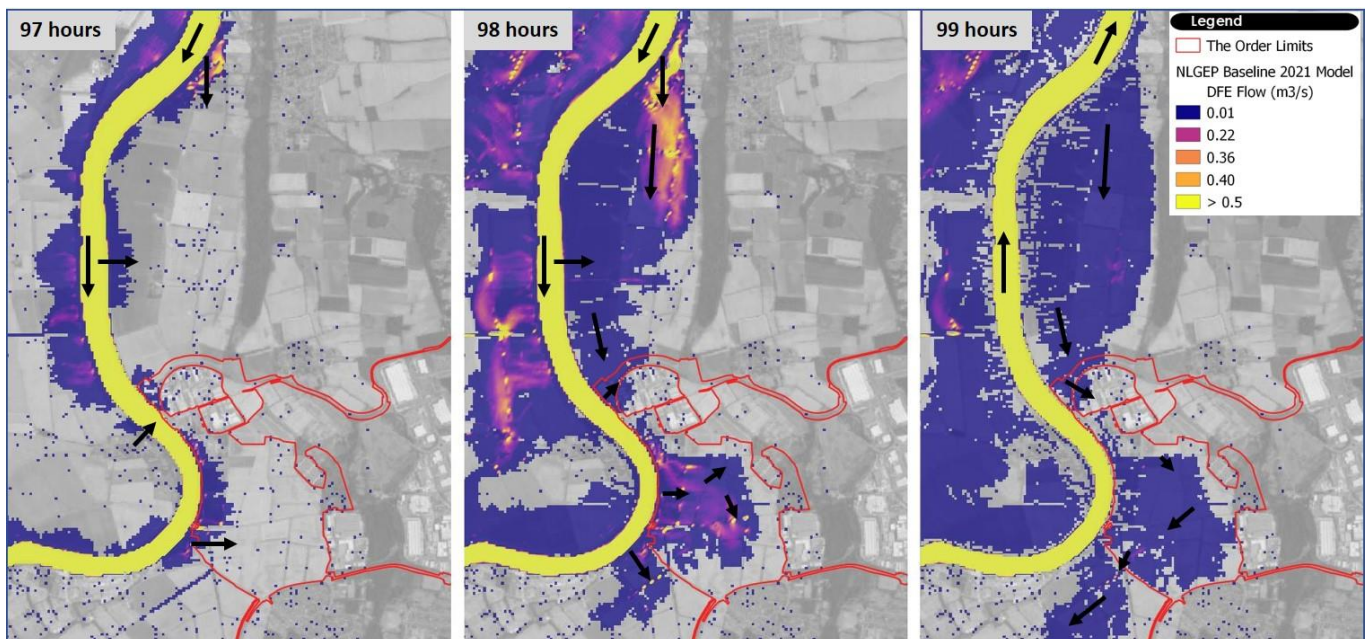 97 hours
98 hours
99 hours
Legend
The Order Limits
NLGEP Baseline 2021 Model
DFE Flow (m3/s)
0.01
0.22
0.36
0.40
> 0.5